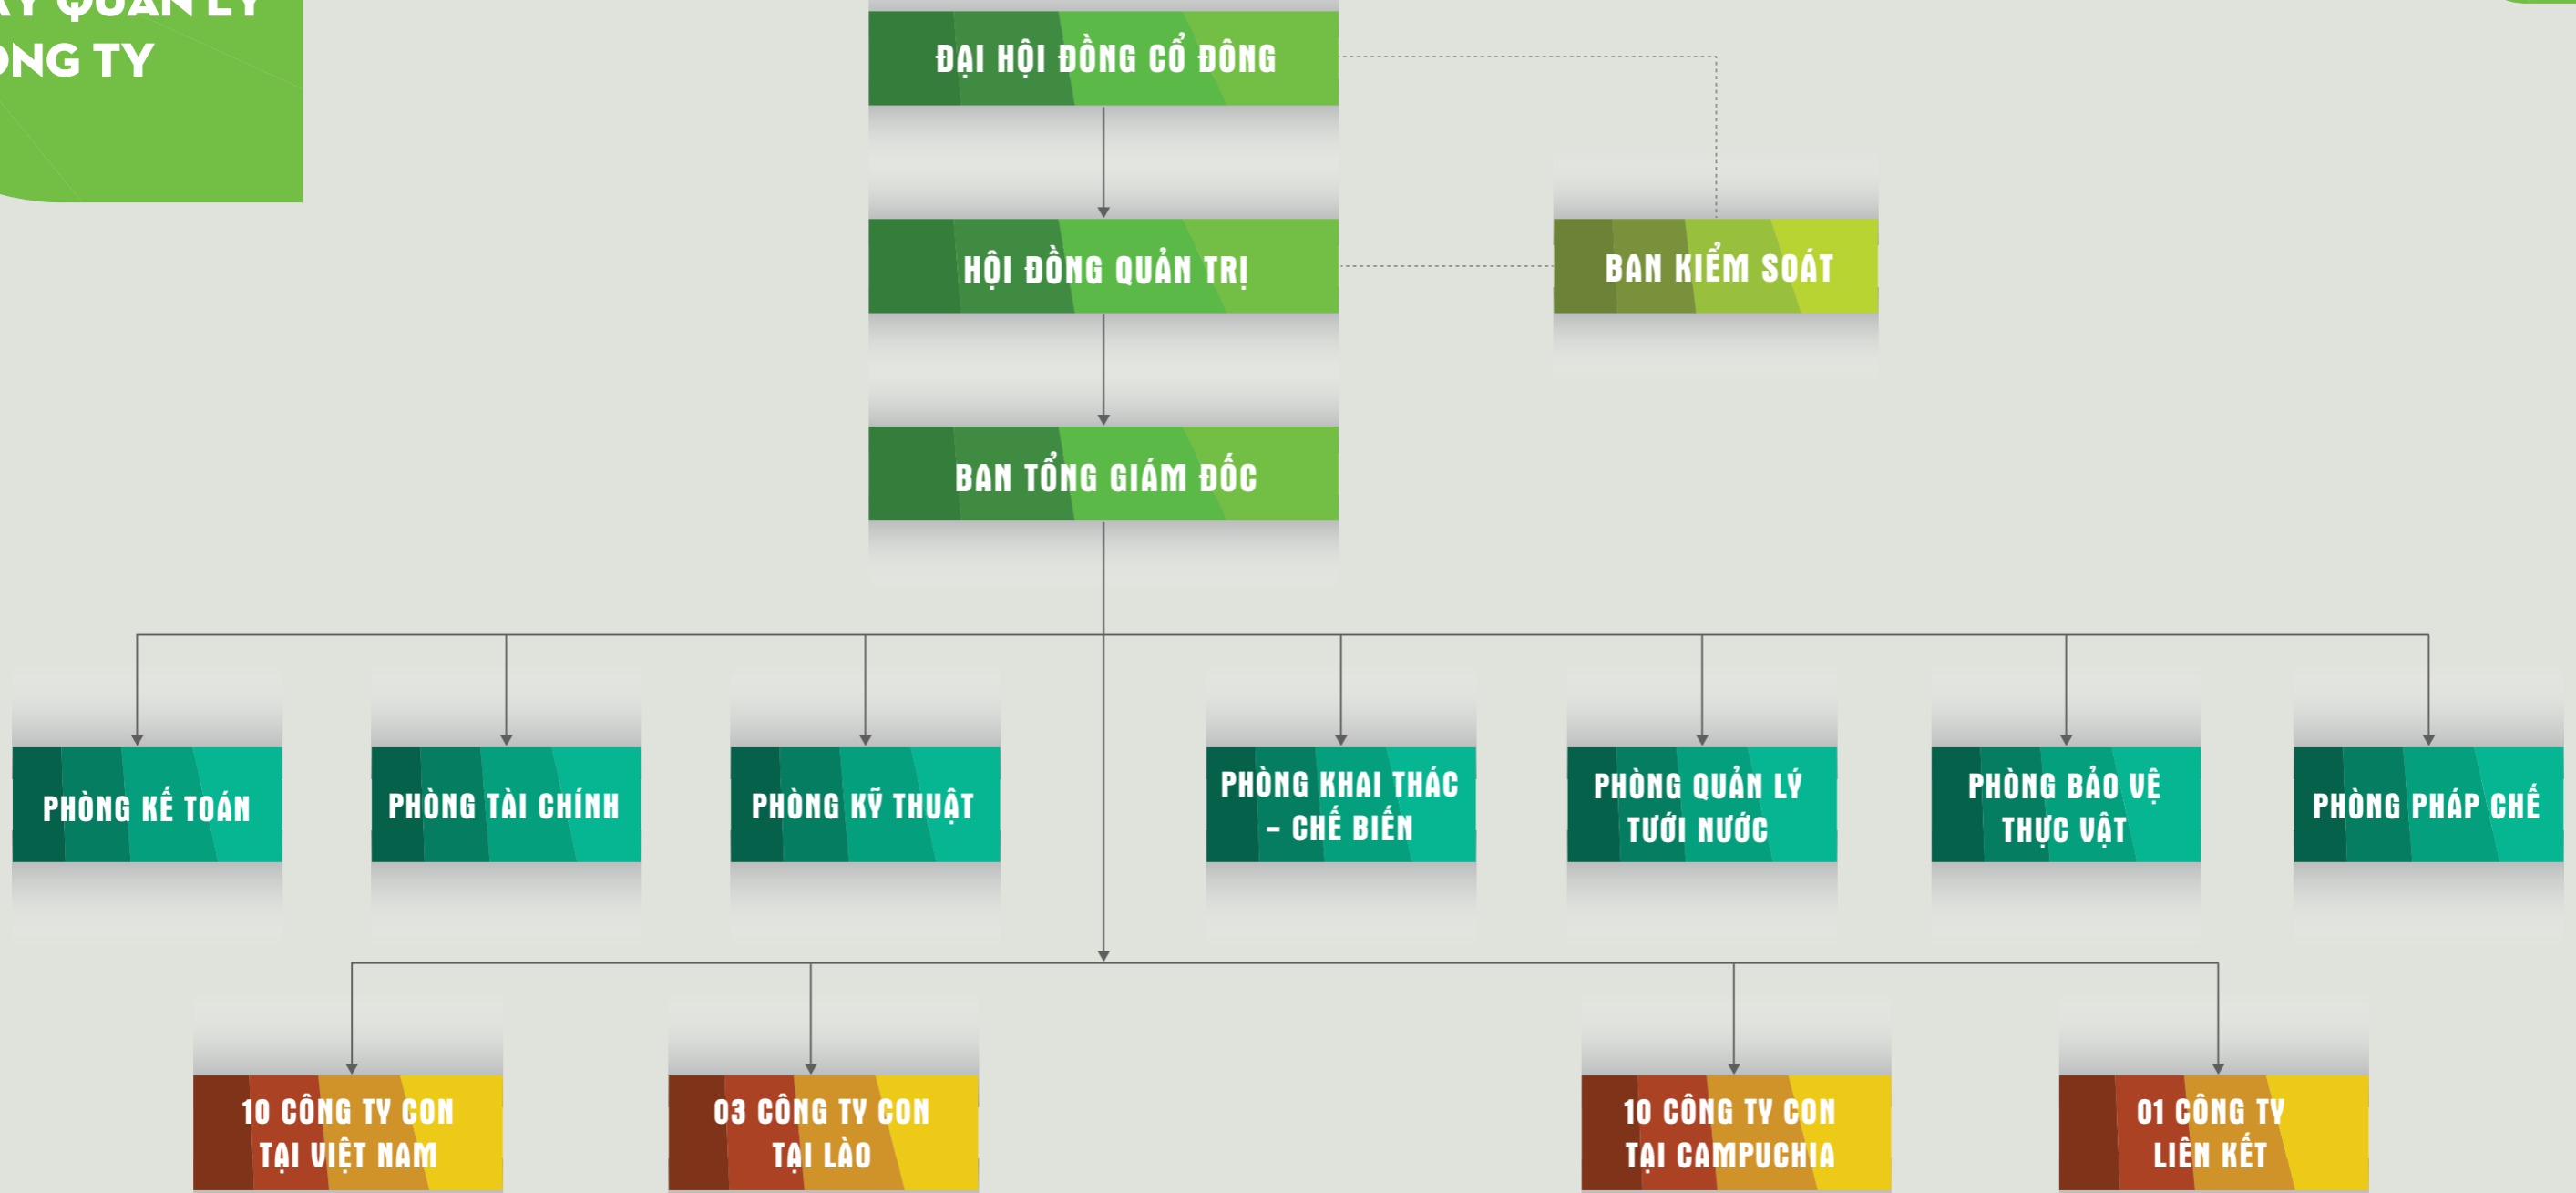 QUẢN LÝ
TY
ĐẠI HỘI ĐỒNG CỔ ĐÔNG
HỘI ĐỒNG QUẢN TRỊ
BAN KIỂM SOÁT
BAN TỔNG GIÁM ĐỐC
PHÒNG KẾ TOÁN
PHÒNG TÀI CHÍNH
PHÒNG KỸ THUẬT
PHÒNG KHAI THÁC
– CHẾ BIẾN
PHÒNG QUẢN LÝ
TƯỚI NƯỚC
PHÒNG BẢO VỆ
THỰC VẬT
PHÒNG PHÁP CHẾ
10 CÔNG TY CON
TẠI VIỆT NAM
03 CÔNG TY CON
TẠI LÀO
10 CÔNG TY CON
TẠI CAMPUCHIA
01 CÔNG TY
LIÊN KẾT